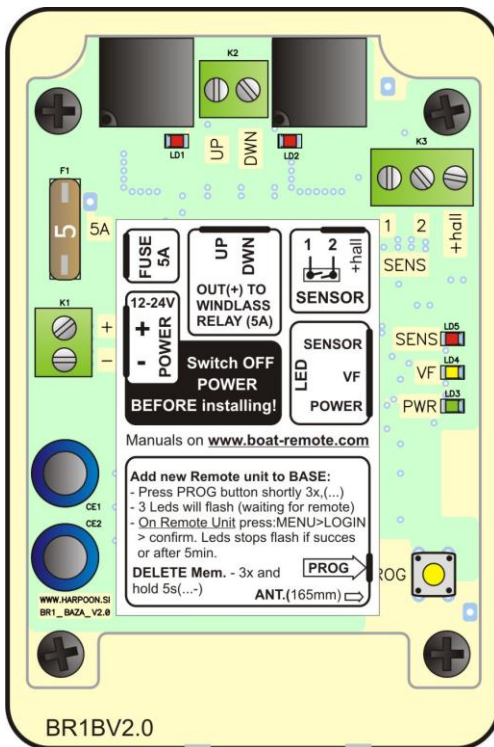 K2
LD1
UP
DWN
LD2
K3
F1
5
5A
1
2
+hall
SENS
K1
+
-
FUSE
5A
12-24V
- +
POWER
UP
DWN
OUT(+) TO
WINDLASS
RELAY (5A)
1 2
+hall
SENSOR
Switch OFF
POWER
BEFORE installing!
LED
SENSOR
VF
POWER
SENS
LD5
VF
LD4
PWR
LD3
Manuals on www.boat-remote.com
Add new Remote unit to BASE:
- Press PROG button shortly 3x,(...)
- 3 Leds will flash (waiting for remote)
- On Remote Unit press:MENU>LOGIN
> confirm. Leds stops flash if succes
or after 5min.
DELETE Mem. - 3x and
hold 5s(...-)
PROG
ANT.(165mm)
ROG
CE1
CE2
WWW.HARPOON.SI
BR1_BAZA_V2.0
BR1BV2.0